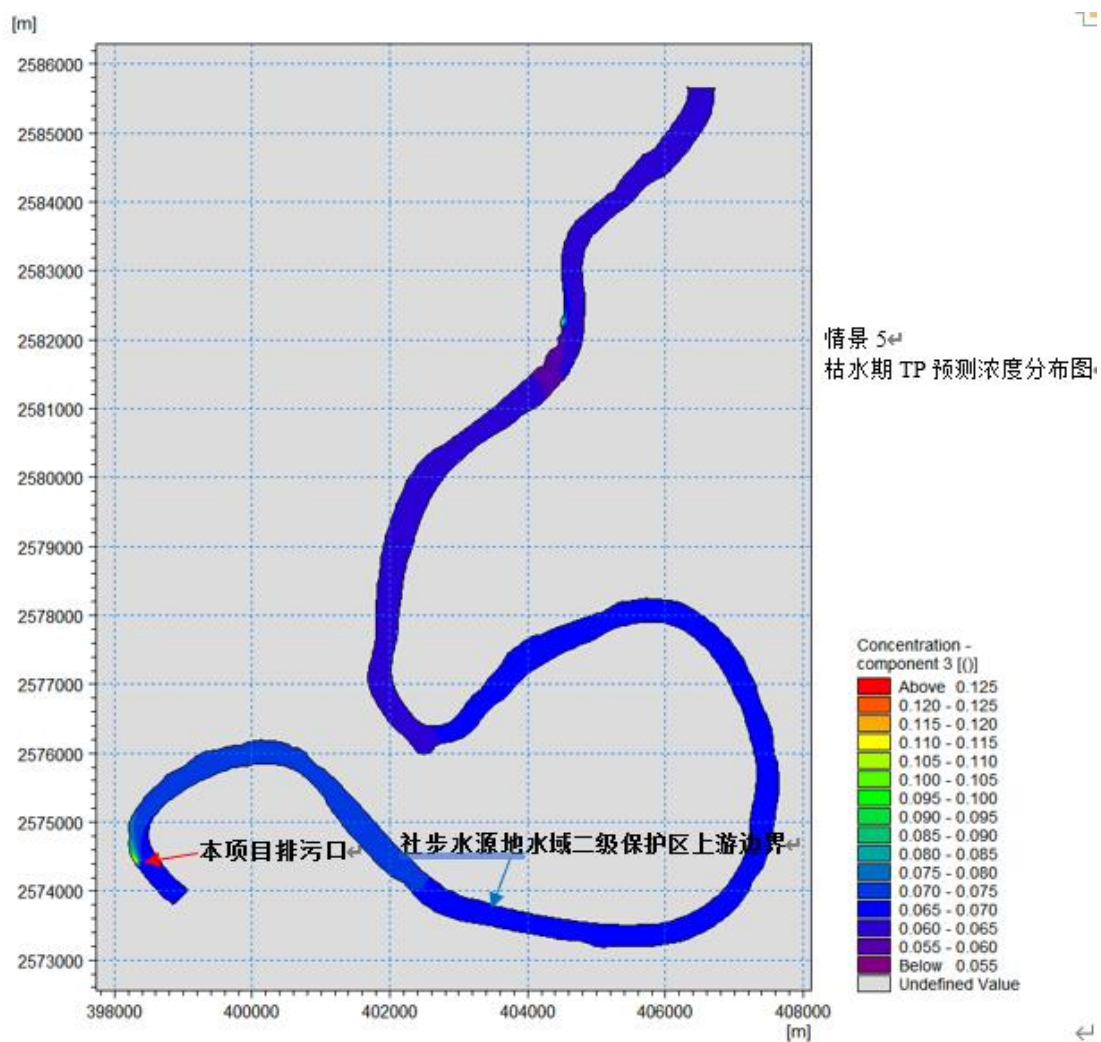 [m]
2586000
2585000
2584000
2583000
2582000
2581000
2580000
2579000
2578000
2577000
2576000
2575000
2574000
2573000
398000
400000
402000
404000
406000
408000
[m]
情景 5↵
枯水期 TP 预测浓度分布图↵
本项目排污口↵
社步水源地水域二级保护区上游边界↵
Concentration -
component 3 [()]
Above 0.125
0.120 - 0.125
0.115 - 0.120
0.110 - 0.115
0.105 - 0.110
0.100 - 0.105
0.095 - 0.100
0.090 - 0.095
0.085 - 0.090
0.080 - 0.085
0.075 - 0.080
0.070 - 0.075
0.065 - 0.070
0.060 - 0.065
0.055 - 0.060
Below 0.055
Undefined Value
↵